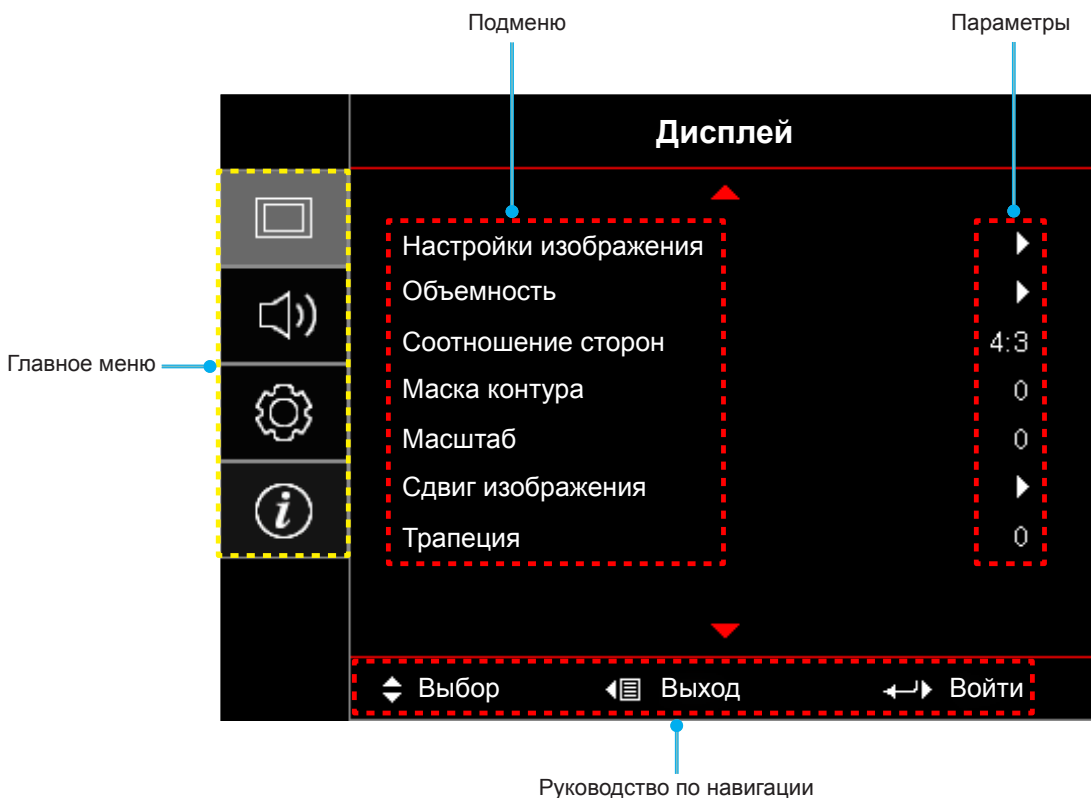 Подменю
Параметры
Дисплей
Настройки изображения
Объемность
Соотношение сторон 4:3
Маска контура 0
Масштаб 0
Сдвиг изображения
Трапеция 0
Главное меню
Выбор Выход Войти
Руководство по навигации